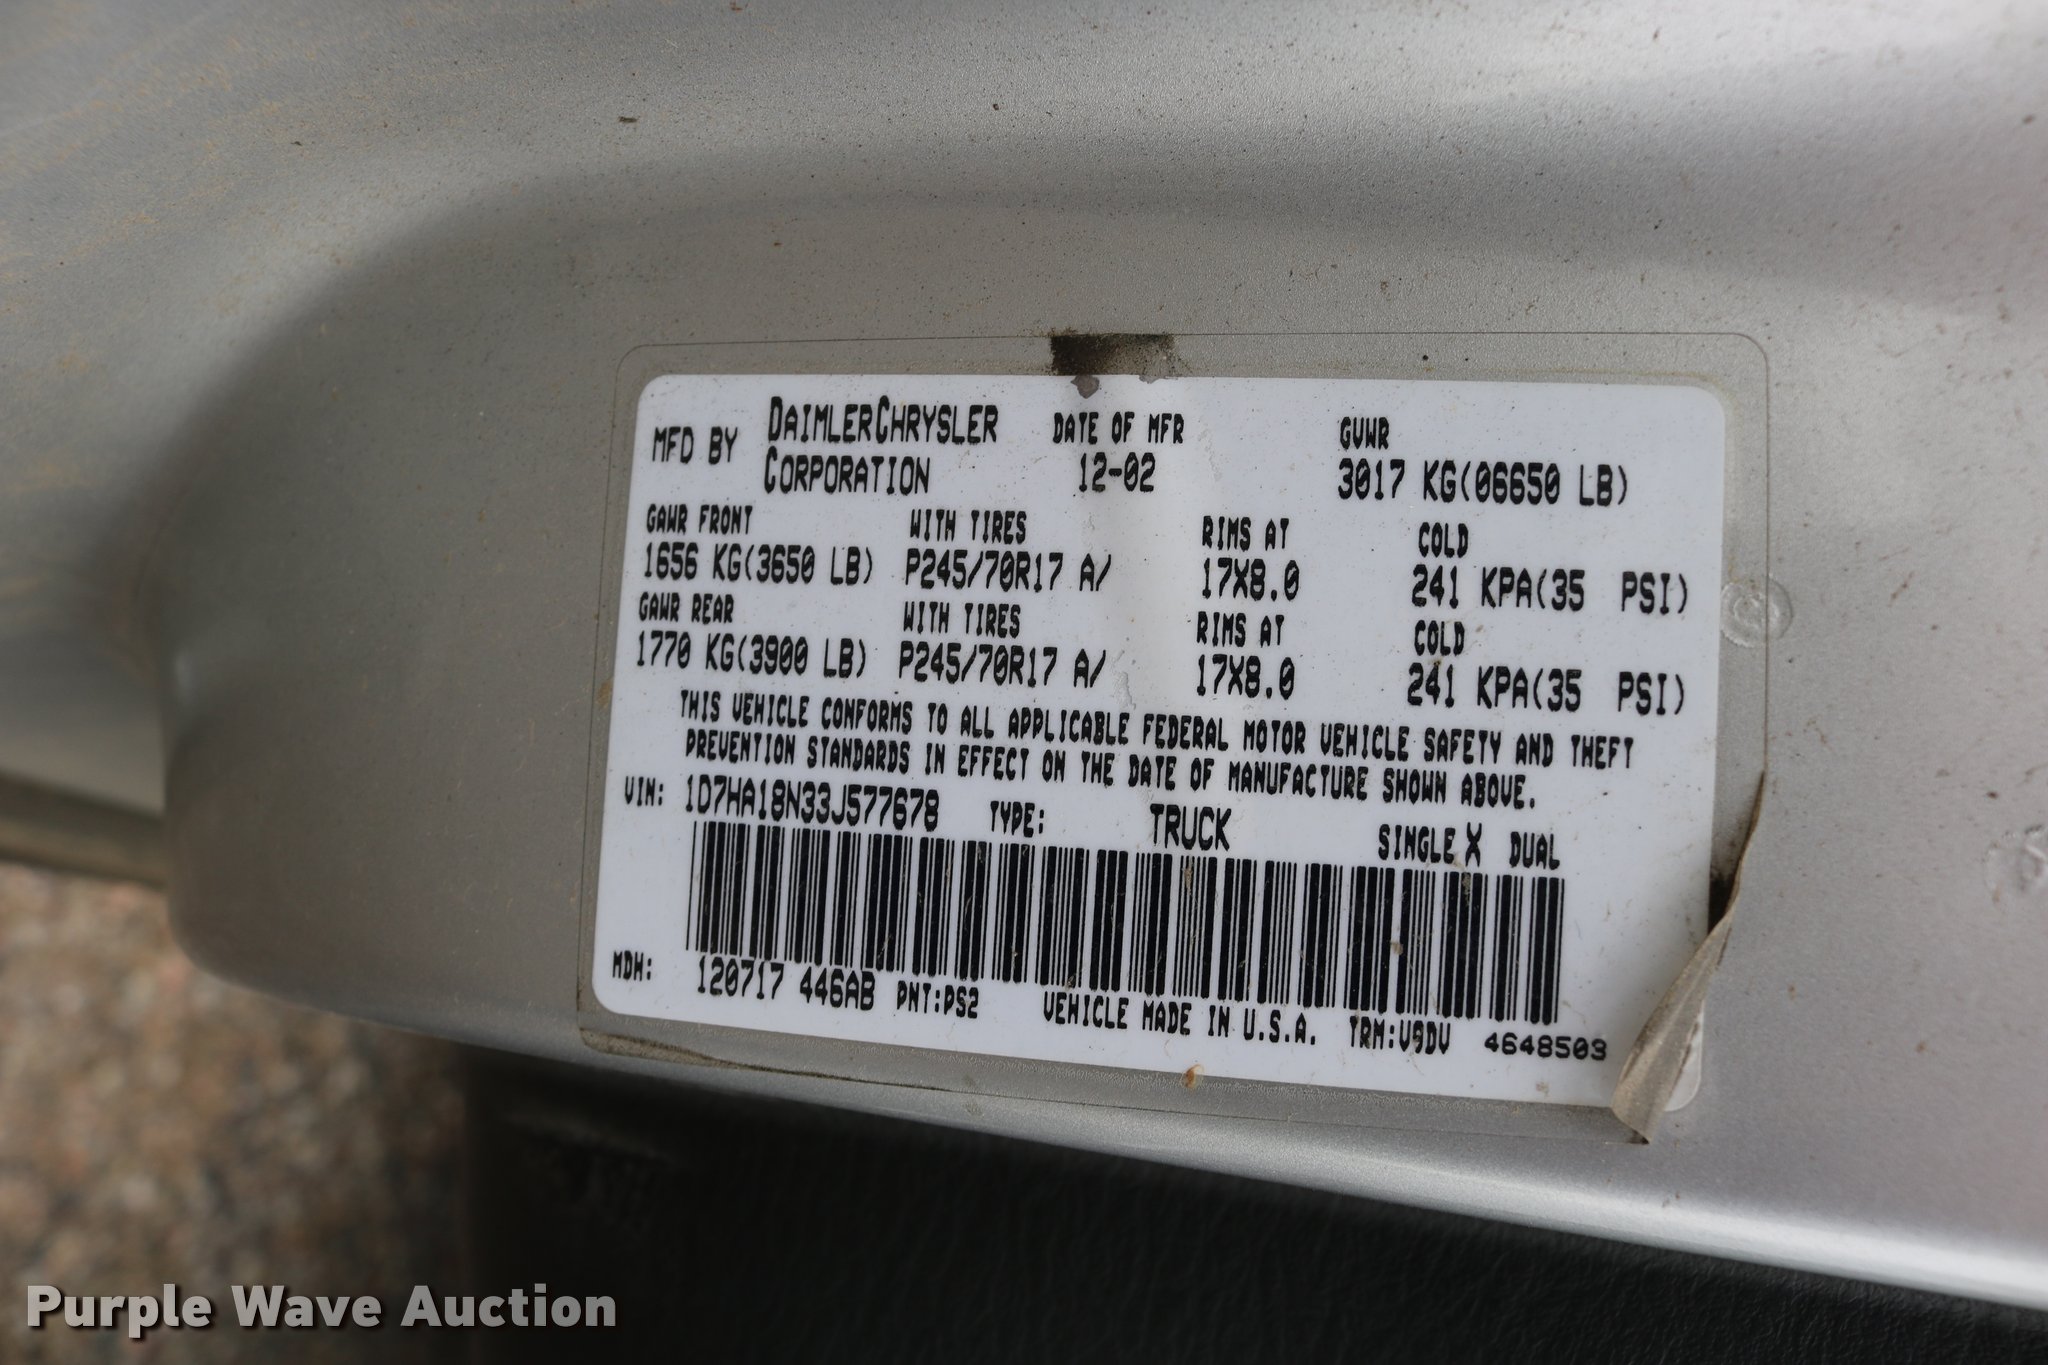 MFD BY DAIMLERCHRYSLER CORPORATION DATE OF MFR 12-02 GVWR 3017 KG(06650 LB)
GAWR FRONT WITH TIRES RIMS AT COLD
1656 KG(3650 LB) P245/70R17 A/ 17X8.0 241 KPA(35 PSI)
GAWR REAR WITH TIRES RIMS AT COLD
1770 KG(3900 LB) P245/70R17 A/ 17X8.0 241 KPA(35 PSI)
THIS VEHICLE CONFORMS TO ALL APPLICABLE FEDERAL MOTOR VEHICLE SAFETY AND THEFT
PREVENTION STANDARDS IN EFFECT ON THE DATE OF MANUFACTURE SHOWN ABOVE.
VIN: 1D7HA18N33J577678 TYPE: TRUCK SINGLE X DUAL
MDH: 120717 446AB PNT:PS2 VEHICLE MADE IN U.S.A. TRM:V9DV 4648503
Purple Wave Auction